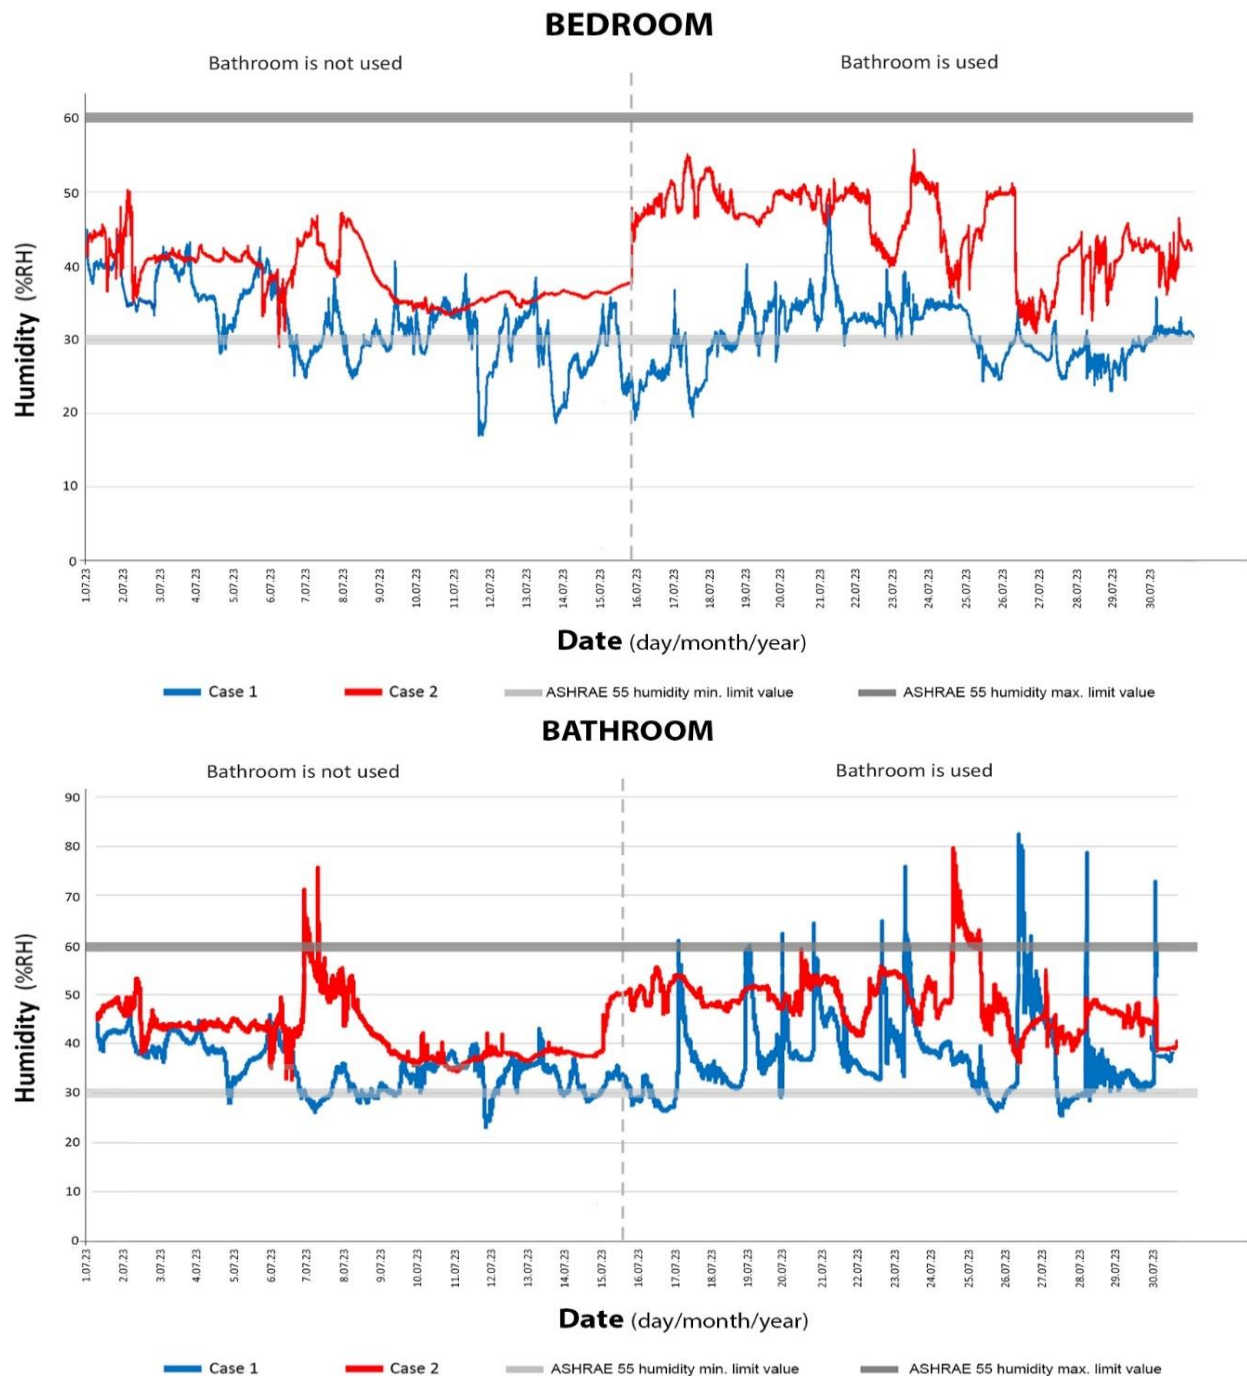 BEDROOM
Bathroom is not used Bathroom is used
60
50
40
30
20
10
0
Humidity (%RH)
1.07.23 2.07.23 3.07.23 4.07.23 5.07.23 6.07.23 7.07.23 8.07.23 9.07.23 10.07.23 11.07.23 12.07.23 13.07.23 14.07.23 15.07.23 16.07.23 17.07.23 18.07.23 19.07.23 20.07.23 21.07.23 22.07.23 23.07.23 24.07.23 25.07.23 26.07.23 27.07.23 28.07.23 29.07.23 30.07.23
Date (day/month/year)
Case 1 Case 2 ASHRAE 55 humidity min. limit value ASHRAE 55 humidity max. limit value
BATHROOM
Bathroom is not used Bathroom is used
90
80
70
60
50
40
30
20
10
0
Humidity (%RH)
1.07.23 2.07.23 3.07.23 4.07.23 5.07.23 6.07.23 7.07.23 8.07.23 9.07.23 10.07.23 11.07.23 12.07.23 13.07.23 14.07.23 15.07.23 16.07.23 17.07.23 18.07.23 19.07.23 20.07.23 21.07.23 22.07.23 23.07.23 24.07.23 25.07.23 26.07.23 27.07.23 28.07.23 29.07.23 30.07.23
Date (day/month/year)
Case 1 Case 2 ASHRAE 55 humidity min. limit value ASHRAE 55 humidity max. limit value